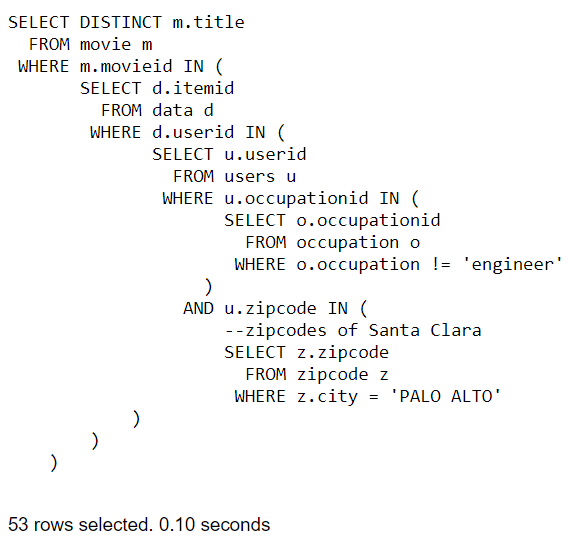 SELECT DISTINCT m.title
FROM movie m
WHERE m.movieid IN (
SELECT d.itemid
FROM data d
WHERE d.userid IN (
SELECT u.userid
FROM users u
WHERE u.occupationid IN (
SELECT o.occupationid
FROM occupation o
WHERE o.occupation != 'engineer'
)
AND u.zipcode IN (
--zipcodes of Santa Clara
SELECT z.zipcode
FROM zipcode z
WHERE z.city = 'PALO ALTO'
)
)
)
53 rows selected. 0.10 seconds